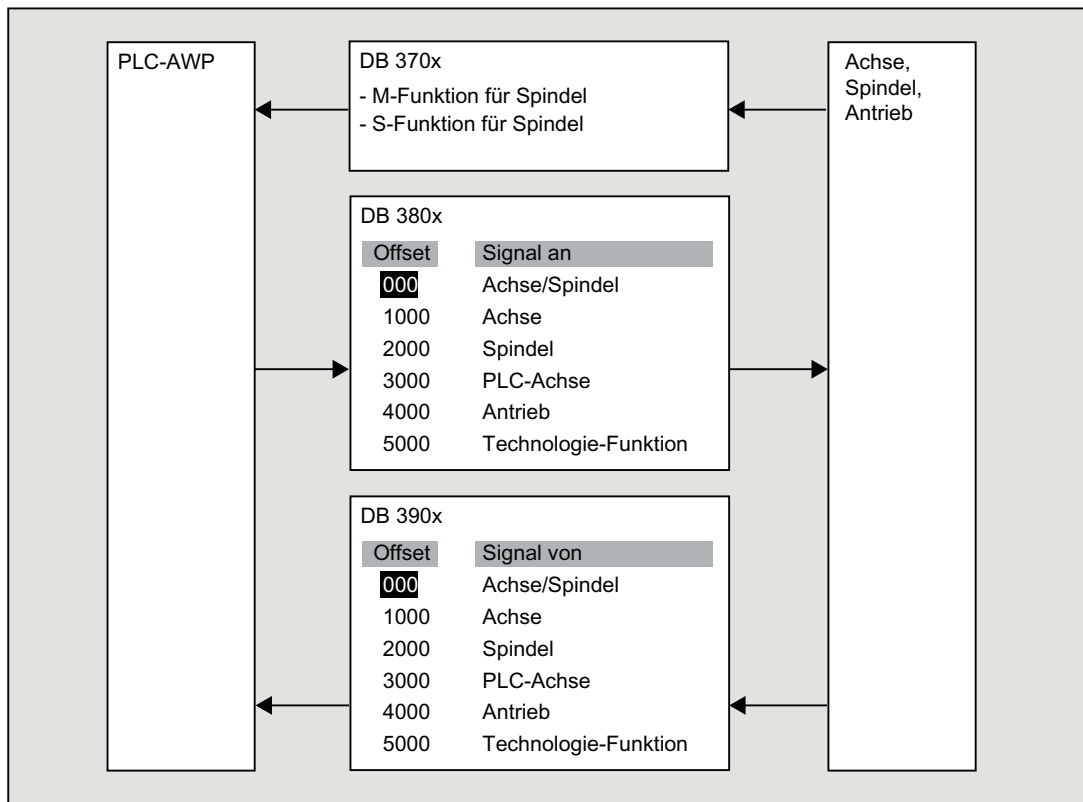 PLC-AWP
DB 370x
- M-Funktion für Spindel
- S-Funktion für Spindel
Achse,
Spindel,
Antrieb
DB 380x
Offset Signal an
000 Achse/Spindel
1000 Achse
2000 Spindel
3000 PLC-Achse
4000 Antrieb
5000 Technologie-Funktion
DB 390x
Offset Signal von
000 Achse/Spindel
1000 Achse
2000 Spindel
3000 PLC-Achse
4000 Antrieb
5000 Technologie-Funktion